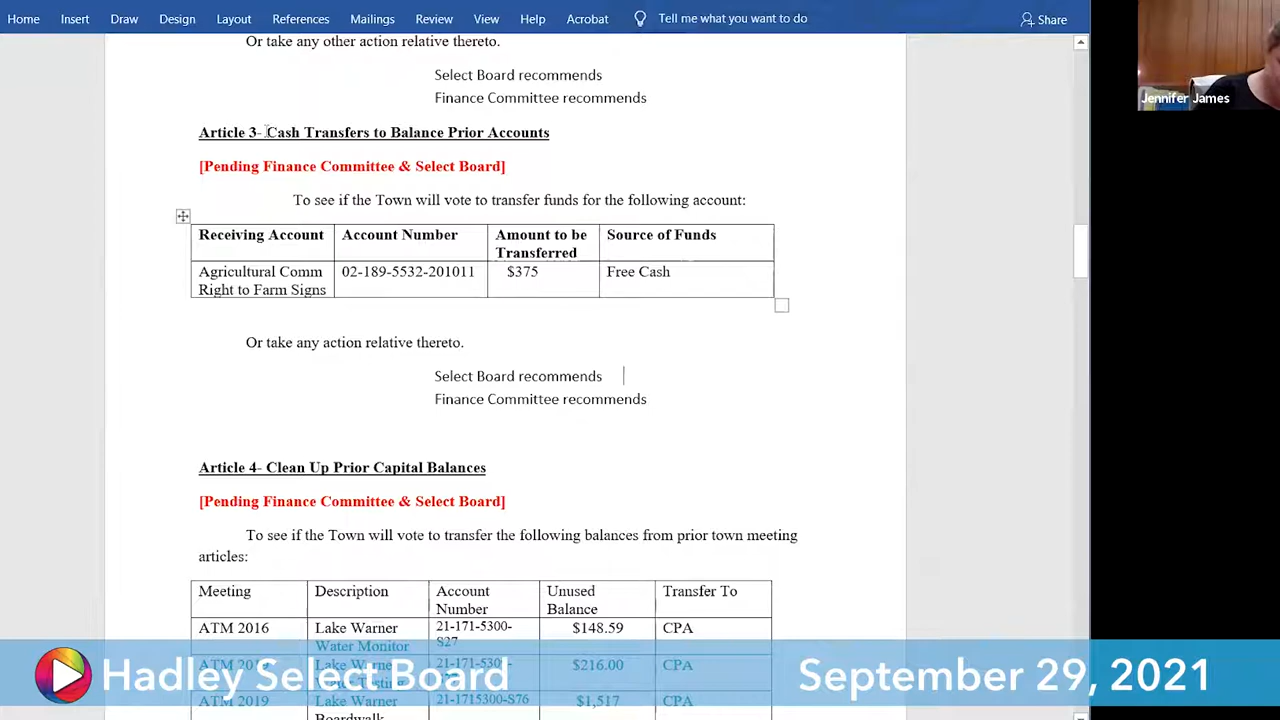 Home Insert Draw Design Layout References Mailings Review View Help Acrobat Tell me what you want to do Share
Or take any other action relative thereto.
Select Board recommends
Finance Committee recommends
Jennifer James
Article 3- Cash Transfers to Balance Prior Accounts
[Pending Finance Committee & Select Board]
To see if the Town will vote to transfer funds for the following account:
Receiving Account Account Number Amount to be Transferred Source of Funds
Agricultural Comm Right to Farm Signs 02-189-5532-201011 $375 Free Cash
Or take any action relative thereto.
Select Board recommends
Finance Committee recommends
Article 4- Clean Up Prior Capital Balances
[Pending Finance Committee & Select Board]
To see if the Town will vote to transfer the following balances from prior town meeting
articles:
Meeting Description Account Number Unused Balance Transfer To
ATM 2016 Lake Warner Water Monitor 21-171-5300- S27 $148.59 CPA
ATM Lake Warner $216.00 CPA
ATM 2019 Lake Warner Boardwalk 21-1715300-S76 $1,517 CPA
Hadley Select Board September 29, 2021